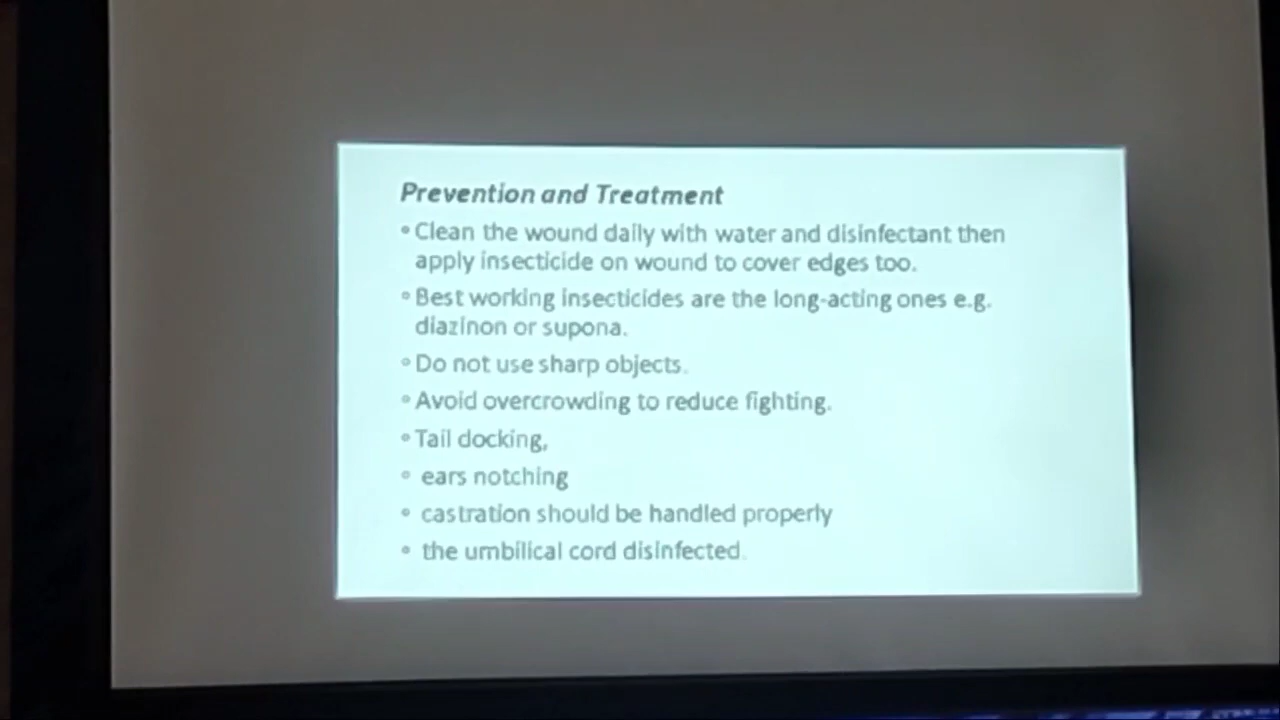 Prevention and Treatment
• Clean the wound daily with water and disinfectant then
apply insecticide on wound to cover edges too.
• Best working insecticides are the long-acting ones e.g.
diazinon or supona.
• Do not use sharp objects.
• Avoid overcrowding to reduce fighting.
• Tail docking,
• ears notching
• castration should be handled properly
• the umbilical cord disinfected.